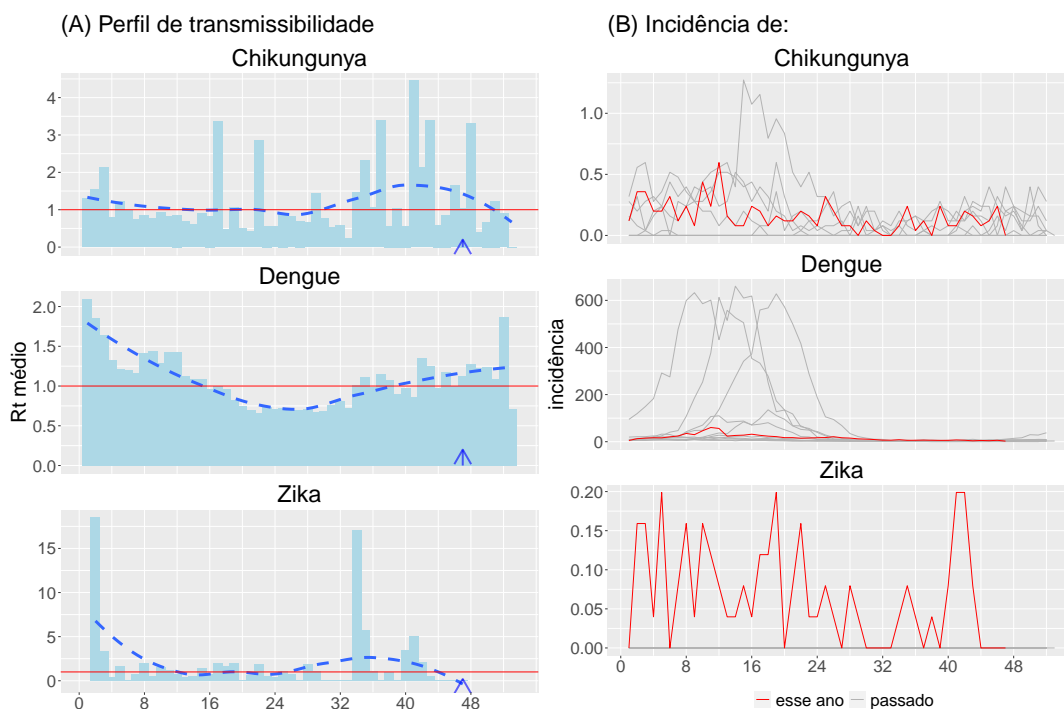 (A) Perfil de transmissibilidade
Chikungunya
4
3
2
1
0
Dengue
2.0
1.5
1.0
0.5
0.0
Rt médio
Zika
15
10
5
0
0 8 16 24 32 40 48
(B) Incidência de:
Chikungunya
1.0
0.5
0.0
Dengue
600
400
200
0
incidência
Zika
0.20
0.15
0.10
0.05
0.00
0 8 16 24 32 40 48
esse ano passado